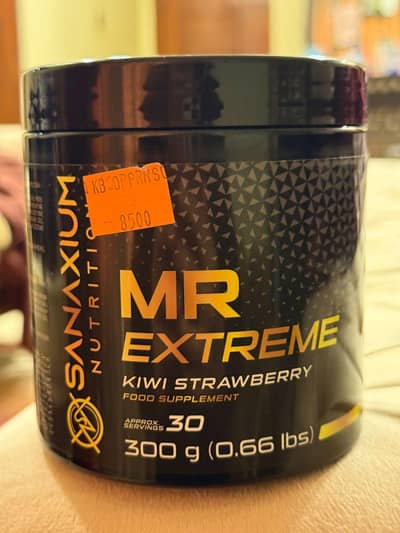 SANAXIUM
NUTRITION
8500
MR
EXTREME
KIWI STRAWBERRY
FOOD SUPPLEMENT
APPROX.
SERVINGS 30
300 g (0.66 lbs)